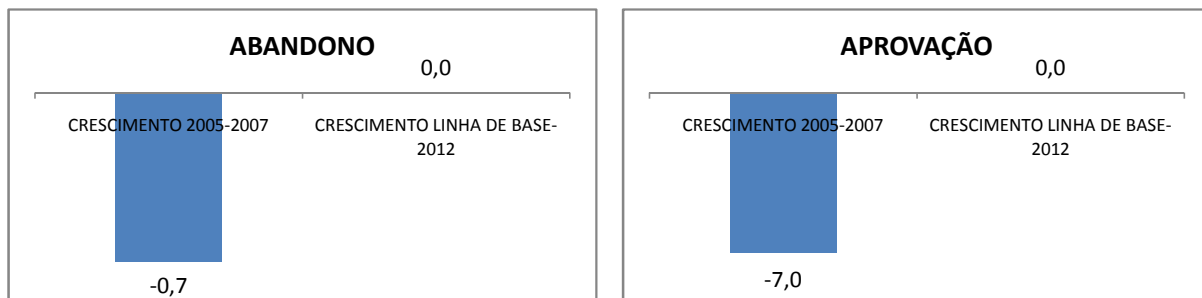 ABANDONO
0,0
CRESCIMENTO 2005-2007
CRESCIMENTO LINHA DE BASE-
2012
-0,7
APROVAÇÃO
0,0
CRESCIMENTO 2005-2007
CRESCIMENTO LINHA DE BASE-
2012
-7,0